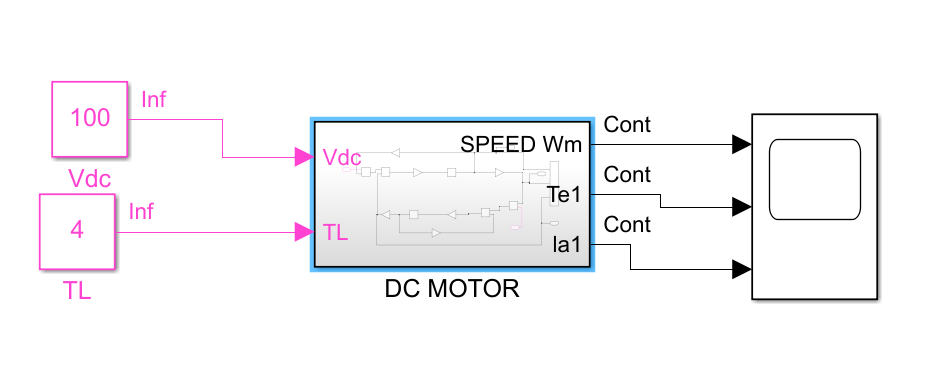 100
Inf
Vdc
4
Inf
TL
Vdc
TL
SPEED Wm
Te1
Ia1
DC MOTOR
Cont
Cont
Cont